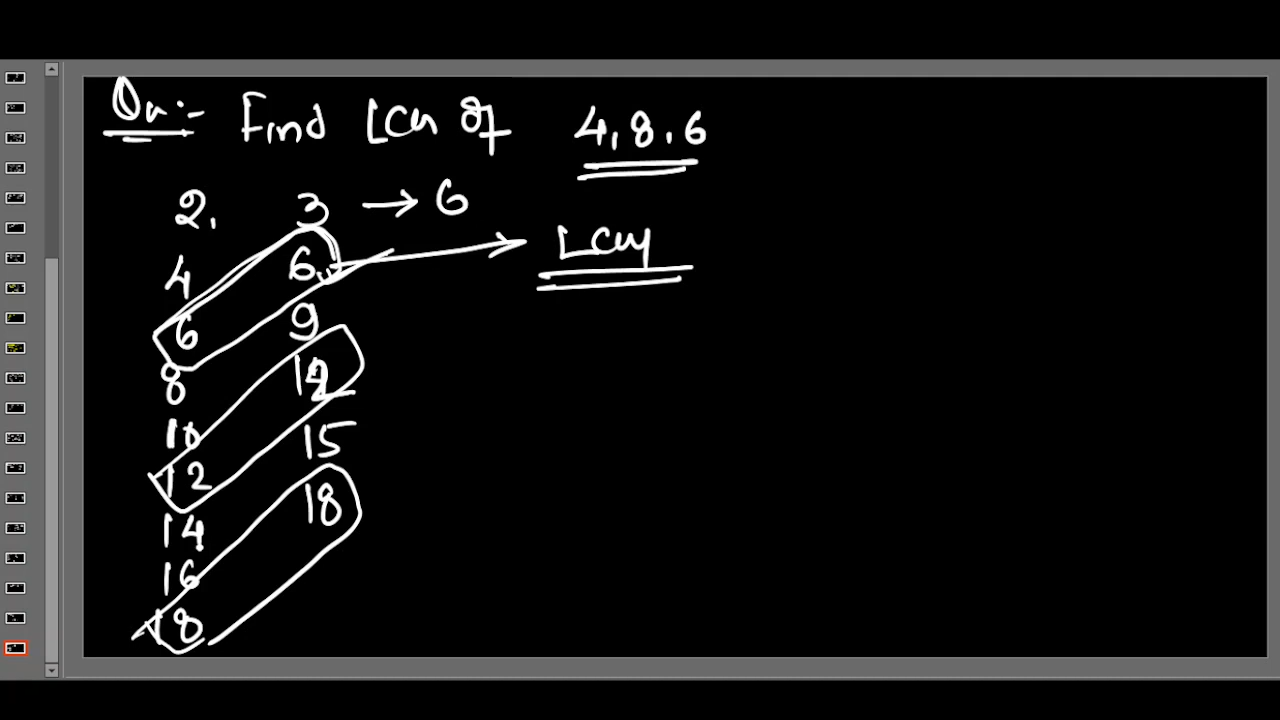 Qu:- Find LCM of 4, 8, 6
2, 3 → 6
4 6 → LCM
6 9
8 12
10 15
12 18
14
16
18